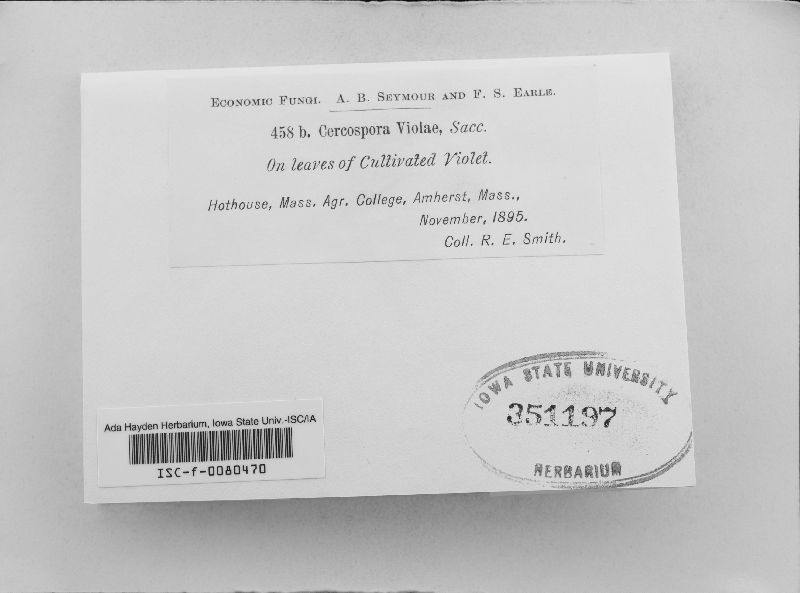 Economic Fungi. A. B. Seymour and F. S. Earle.
458 b. Cercospora Violae, Sacc.
On leaves of Cultivated Violet.
Hothouse, Mass. Agr. College, Amherst, Mass.,
November, 1895.
Coll. R. E. Smith.
IOWA STATE UNIVERSITY
351197
HERBARIUM
Ada Hayden Herbarium, Iowa State Univ.-ISC/IA
ISC-f-0080470